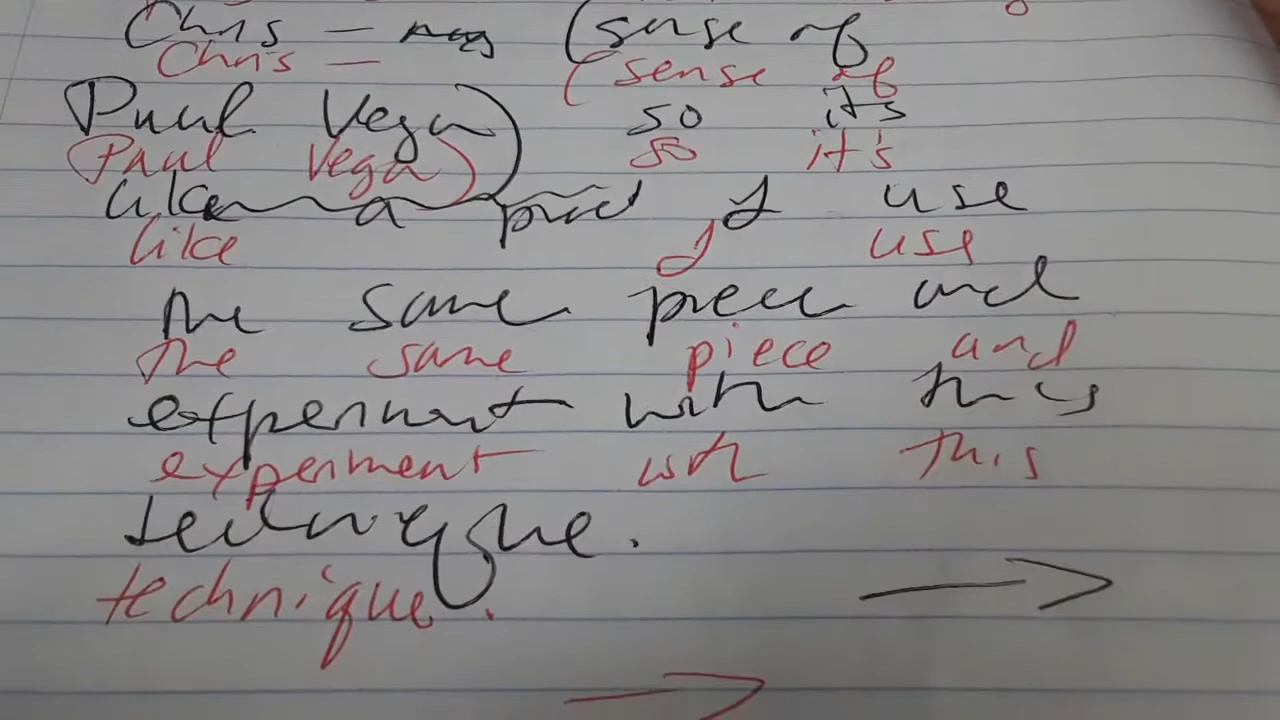 Chris — (sense of
Chris — (sense of
Paul Vega) so its
Paul Vega) so it's
like a I use
like I use
the same piece and
the same piece and
experiment with this
experiment with this
technique.
technique.